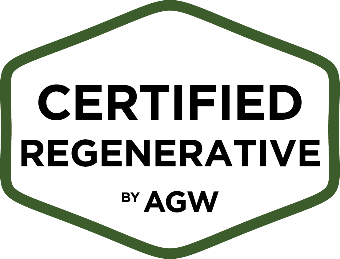 CERTIFIED
REGENERATIVE
BY AGW